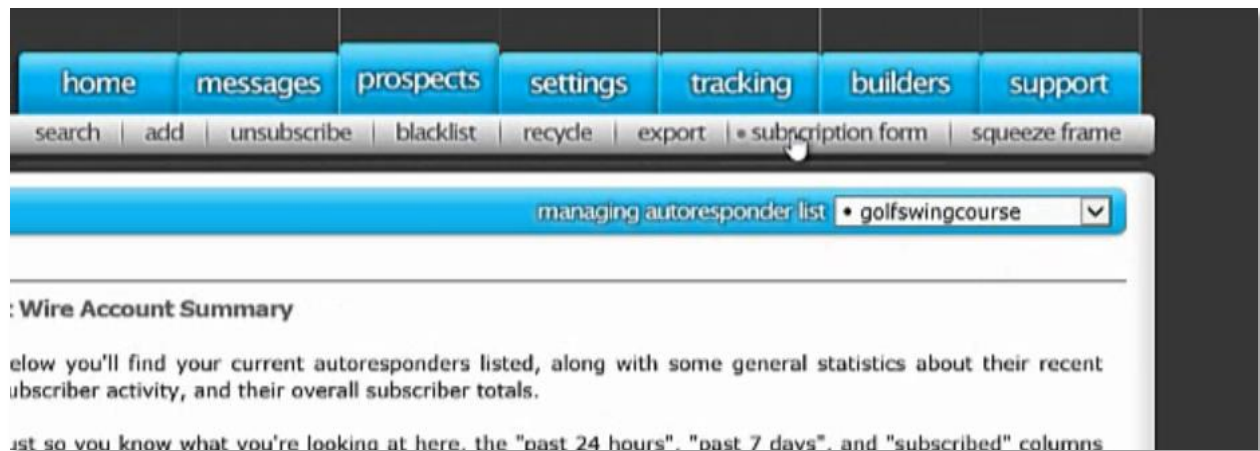 home messages prospects settings tracking builders support
search | add | unsubscribe | blacklist | recycle | export | • subscription form | squeeze frame
managing autoresponder list • golfswingcourse
: Wire Account Summary
elow you'll find your current autoresponders listed, along with some general statistics about their recent
ubscriber activity, and their overall subscriber totals.
ust so you know what you're looking at here, the "past 24 hours", "past 7 days", and "subscribed" columns